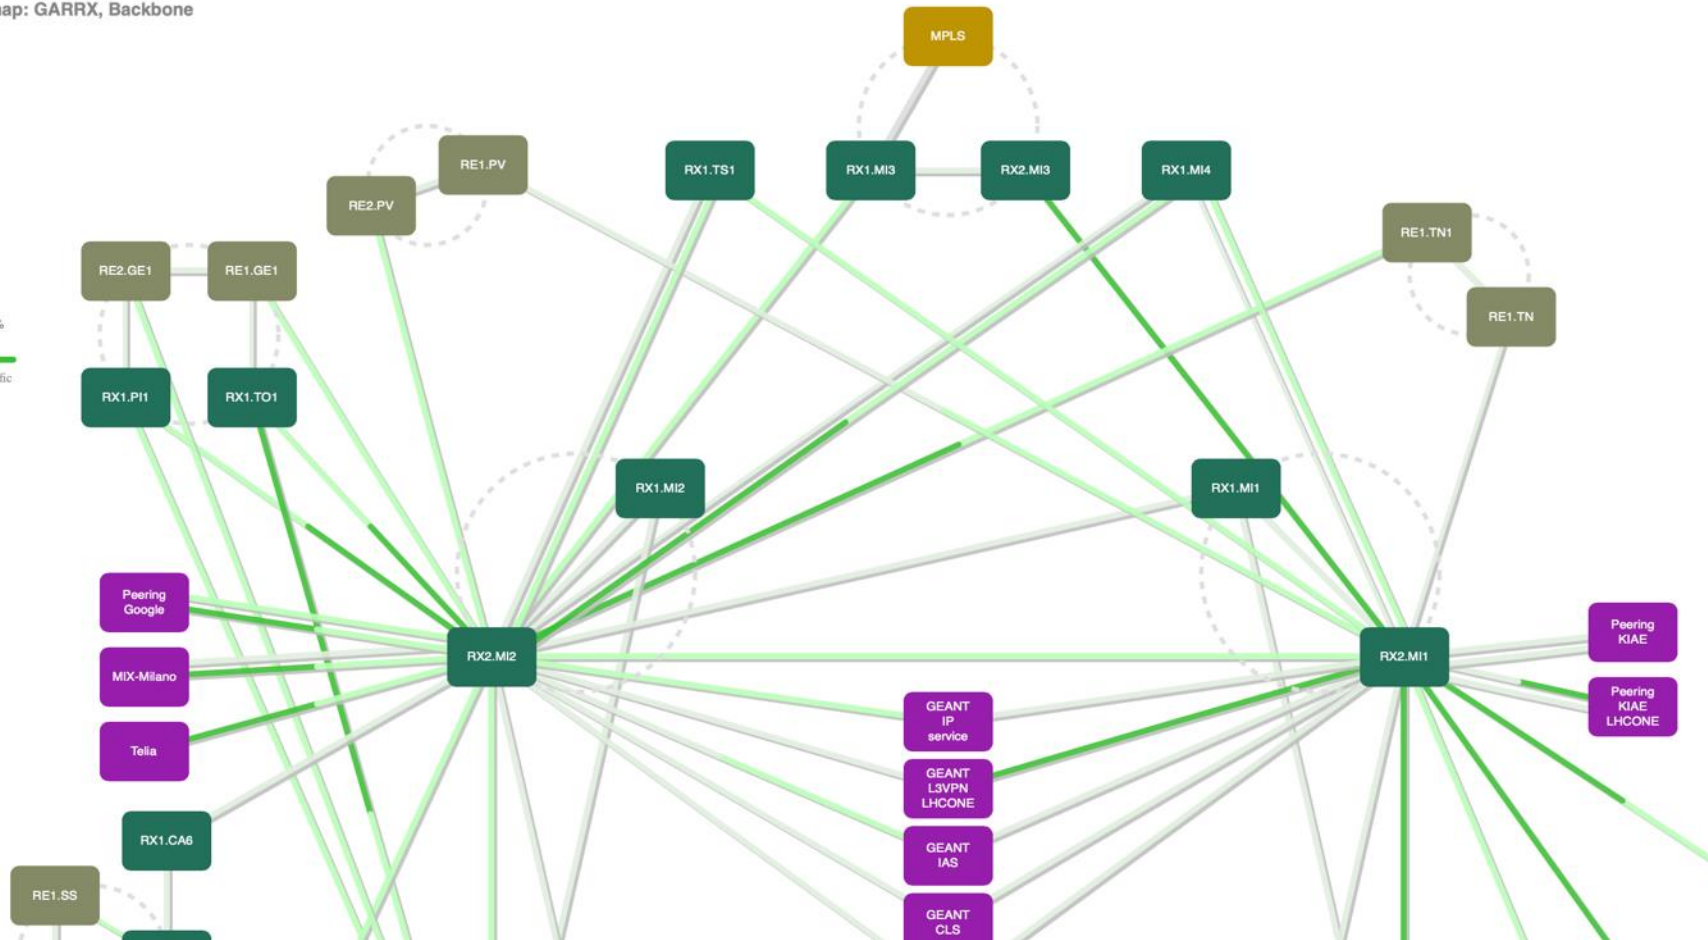 ap: GARRX, Backbone
MPLS
RE1.PV
RX1.TS1
RX1.MI3
RX2.MI3
RX1.MI4
RE2.PV
RE1.TN1
RE2.GE1
RE1.GE1
RE1.TN
%
fic
RX1.PI1
RX1.TO1
RX1.MI2
RX1.MI1
Peering
Google
Peering
KIAE
RX2.MI2
RX2.MI1
MIX-Milano
Peering
KIAE
LHCONE
GEANT
IP
service
Telia
GEANT
L3VPN
LHCONE
RX1.CA6
GEANT
IAS
RE1.SS
GEANT
CLS